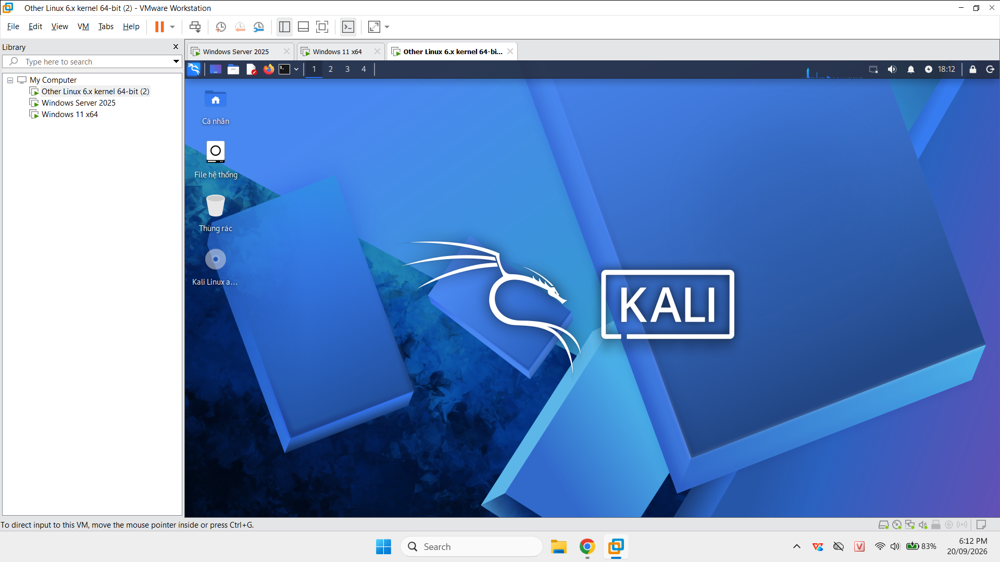 Other Linux 6.x kernel 64-bit (2) - VMware Workstation
File Edit View VM Tabs Help
Library
Type here to search
My Computer
Other Linux 6.x kernel 64-bit (2)
Windows Server 2025
Windows 11 x64
Windows Server 2025
Windows 11 x64
Other Linux 6.x kernel 64-bi...
1 2 3 4
18:12
Cá nhân
File hệ thống
Thùng rác
Kali Linux a...
KALI
To direct input to this VM, move the mouse pointer inside or press Ctrl+G.
Search
83%
6:12 PM
20/09/2026